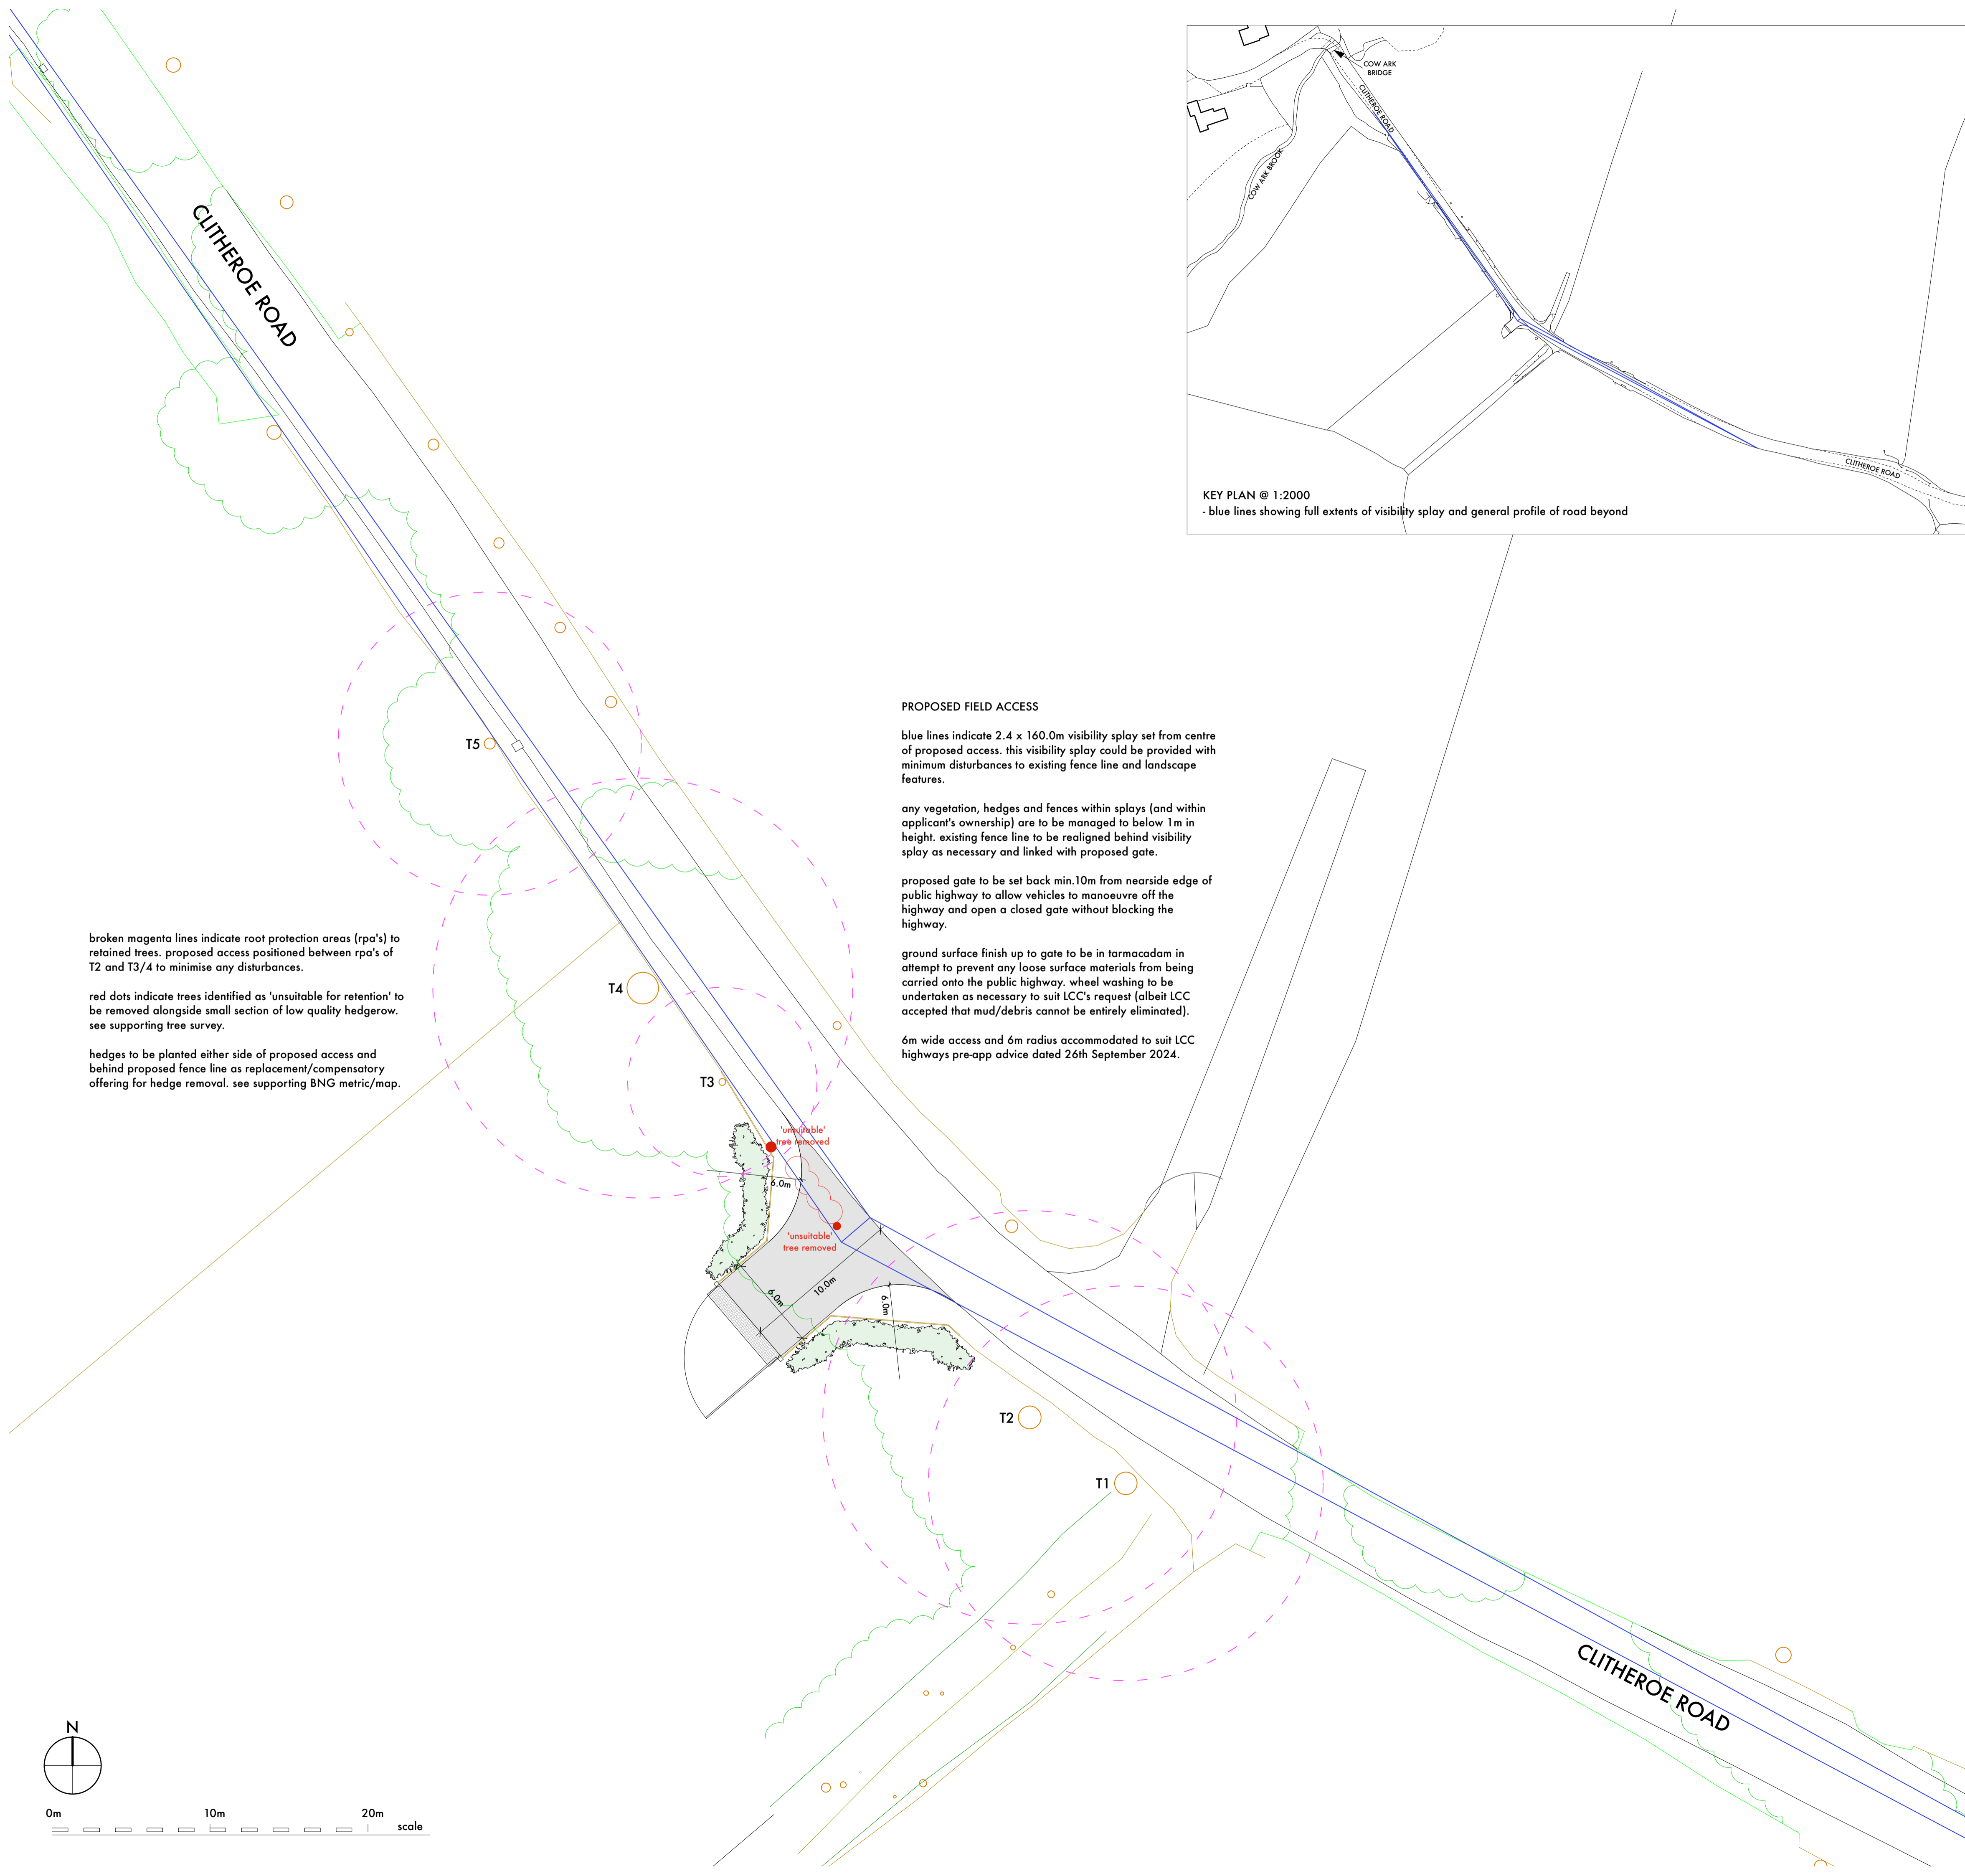 COW ARK
BRIDGE
CLITHEROE ROAD
COW ARK BROOK
CLITHEROE ROAD
KEY PLAN @ 1:2000
- blue lines showing full extents of visibility splay and general profile of road beyond
CLITHEROE ROAD
PROPOSED FIELD ACCESS
blue lines indicate 2.4 x 160.0m visibility splay set from centre
of proposed access. this visibility splay could be provided with
minimum disturbances to existing fence line and landscape
features.
any vegetation, hedges and fences within splays (and within
applicant's ownership) are to be managed to below 1m in
height. existing fence line to be realigned behind visibility
splay as necessary and linked with proposed gate.
proposed gate to be set back min.10m from nearside edge of
public highway to allow vehicles to manoeuvre off the
highway and open a closed gate without blocking the
highway.
ground surface finish up to gate to be in tarmacadam in
attempt to prevent any loose surface materials from being
carried onto the public highway. wheel washing to be
undertaken as necessary to suit LCC's request (albeit LCC
accepted that mud/debris cannot be entirely eliminated).
6m wide access and 6m radius accommodated to suit LCC
highways pre-app advice dated 26th September 2024.
broken magenta lines indicate root protection areas (rpa's) to
retained trees. proposed access positioned between rpa's of
T2 and T3/4 to minimise any disturbances.
red dots indicate trees identified as 'unsuitable for retention' to
be removed alongside small section of low quality hedgerow.
see supporting tree survey.
hedges to be planted either side of proposed access and
behind proposed fence line as replacement/compensatory
offering for hedge removal. see supporting BNG metric/map.
T5
T4
T3
'unsuitable'
tree removed
6.0m
'unsuitable'
tree removed
6.0m
10.0m
6.0m
T2
T1
CLITHEROE ROAD
N
0m
10m
20m
scale